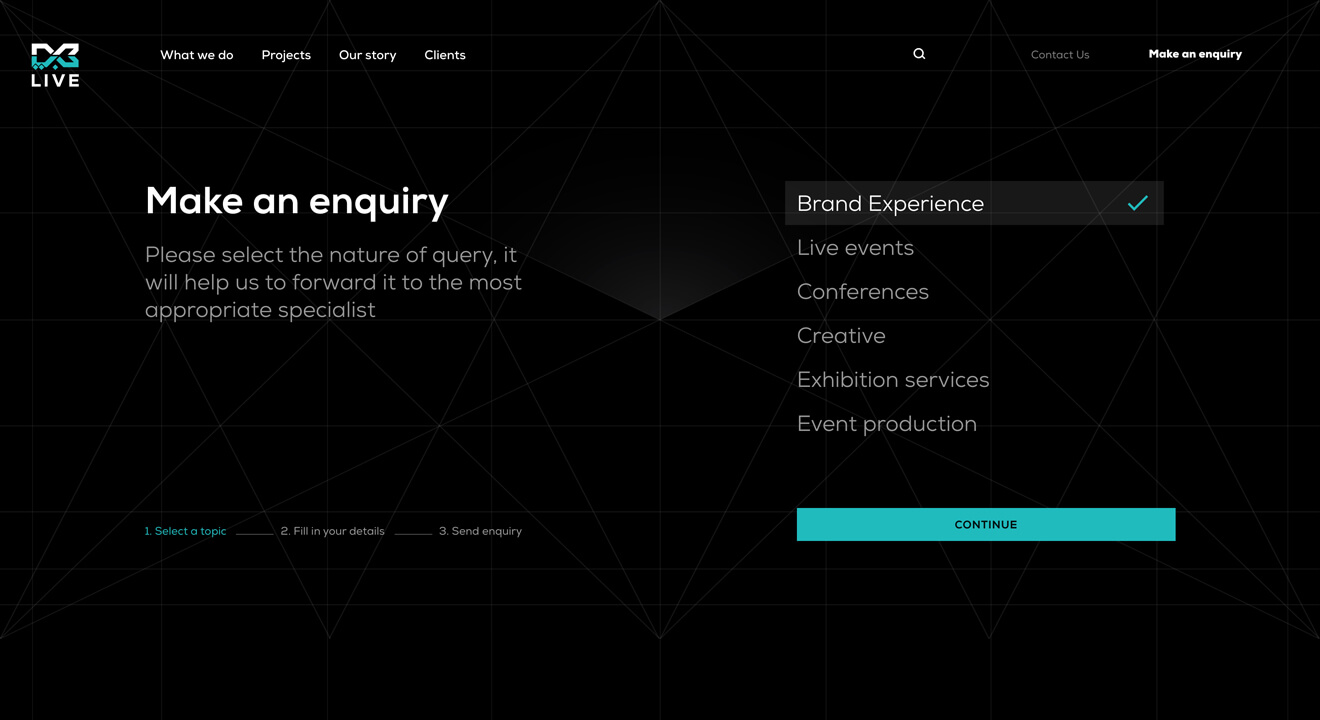 DXB
LIVE
What we do
Projects
Our story
Clients
Contact Us
Make an enquiry
Make an enquiry
Please select the nature of query, it
will help us to forward it to the most
appropriate specialist
Brand Experience
Live events
Conferences
Creative
Exhibition services
Event production
1. Select a topic
2. Fill in your details
3. Send enquiry
CONTINUE